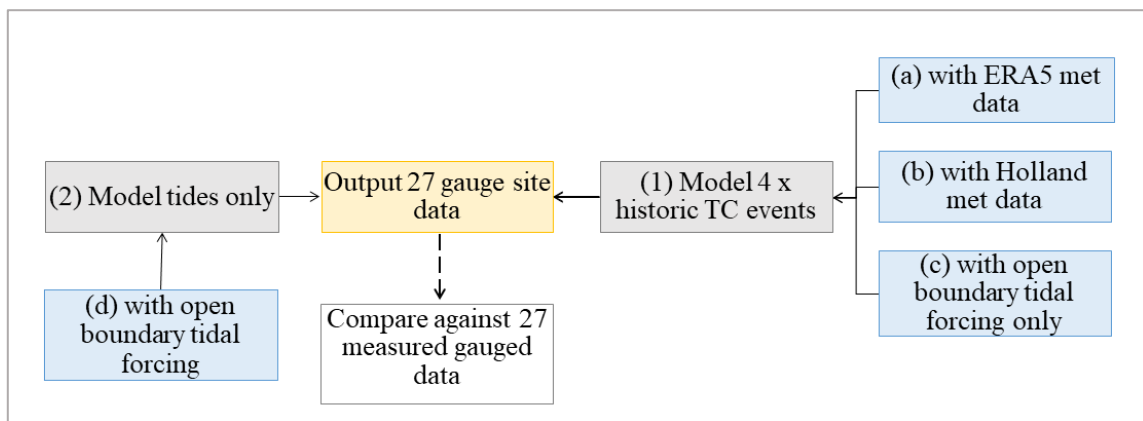 (a) with ERA5 met
data
(2) Model tides only
Output 27 gauge site
data
(1) Model 4 x
historic TC events
(b) with Holland
met data
(d) with open
boundary tidal
forcing
Compare against 27
measured gauged
data
(c) with open
boundary tidal
forcing only